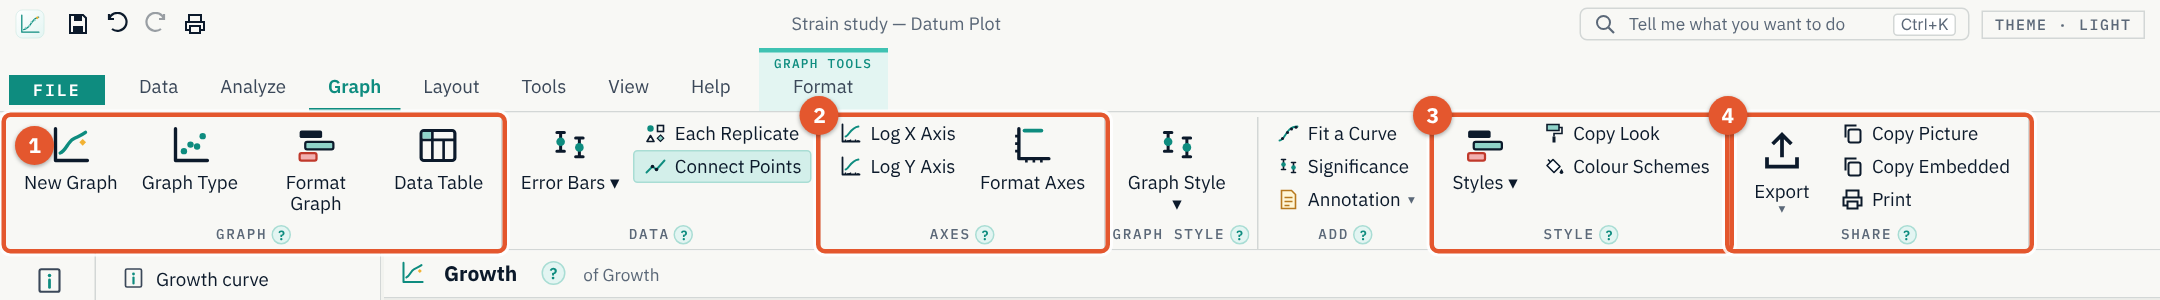 Strain study — Datum Plot
Tell me what you want to do
Ctrl+K
THEME · LIGHT
GRAPH TOOLS
FILE
Data
Analyze
Graph
Layout
Tools
View
Help
Format
1
New Graph
Graph Type
Format
Graph
Data Table
GRAPH ?
Error Bars ▾
Each Replicate
Connect Points
DATA ?
2
Log X Axis
Log Y Axis
Format Axes
AXES ?
Graph Style
▾
GRAPH STYLE ?
Fit a Curve
Significance
Annotation ▾
ADD ?
3
Styles ▾
Copy Look
Colour Schemes
STYLE ?
4
Export
▾
Copy Picture
Copy Embedded
Print
SHARE ?
Growth curve
Growth ? of Growth